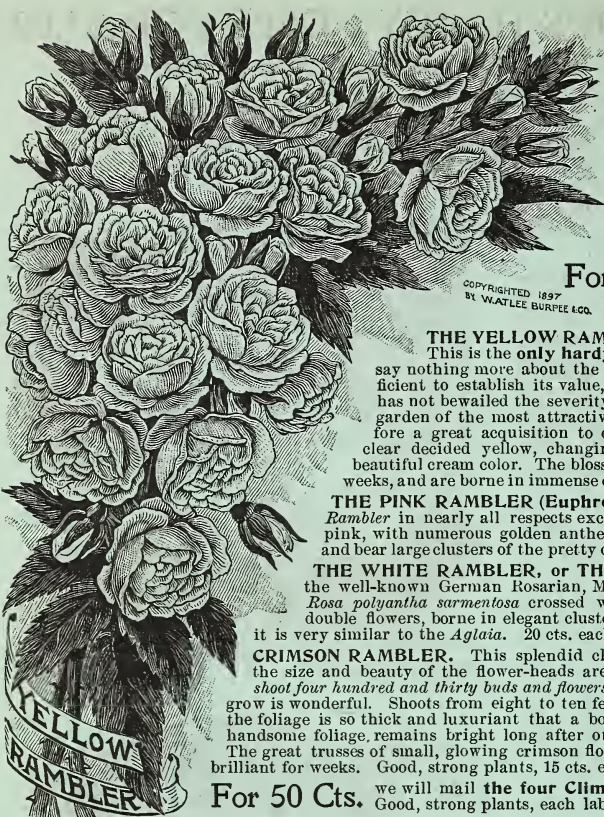 For
COPYRIGHTED 1897
BY W.ATLEE BURPEE & CO.
THE YELLOW RAM
This is the only hardy
say nothing more about the
ficient to establish its value,
has not bewailed the severity
garden of the most attractiv
fore a great acquisition to
clear decided yellow, changin
beautiful cream color. The bloss
weeks, and are borne in immense
THE PINK RAMBLER (Euphro
Rambler in nearly all respects exc
pink, with numerous golden anthe
and bear large clusters of the pretty
THE WHITE RAMBLER, or TH
the well-known German Rosarian, M
Rosa polyantha sarmentosa crossed w
double flowers, borne in elegant cluste
it is very similar to the Aglaia. 20 cts. eac
CRIMSON RAMBLER. This splendid cl
the size and beauty of the flower-heads are
shoot four hundred and thirty buds and flowers
grow is wonderful. Shoots from eight to ten fe
the foliage is so thick and luxuriant that a bo
handsome foliage, remains bright long after ou
The great trusses of small, glowing crimson flo
brilliant for weeks. Good, strong plants, 15 cts. e
For 50 Cts. we will mail the four Clim
Good, strong plants, each lab
YELLOW
RAMBLER